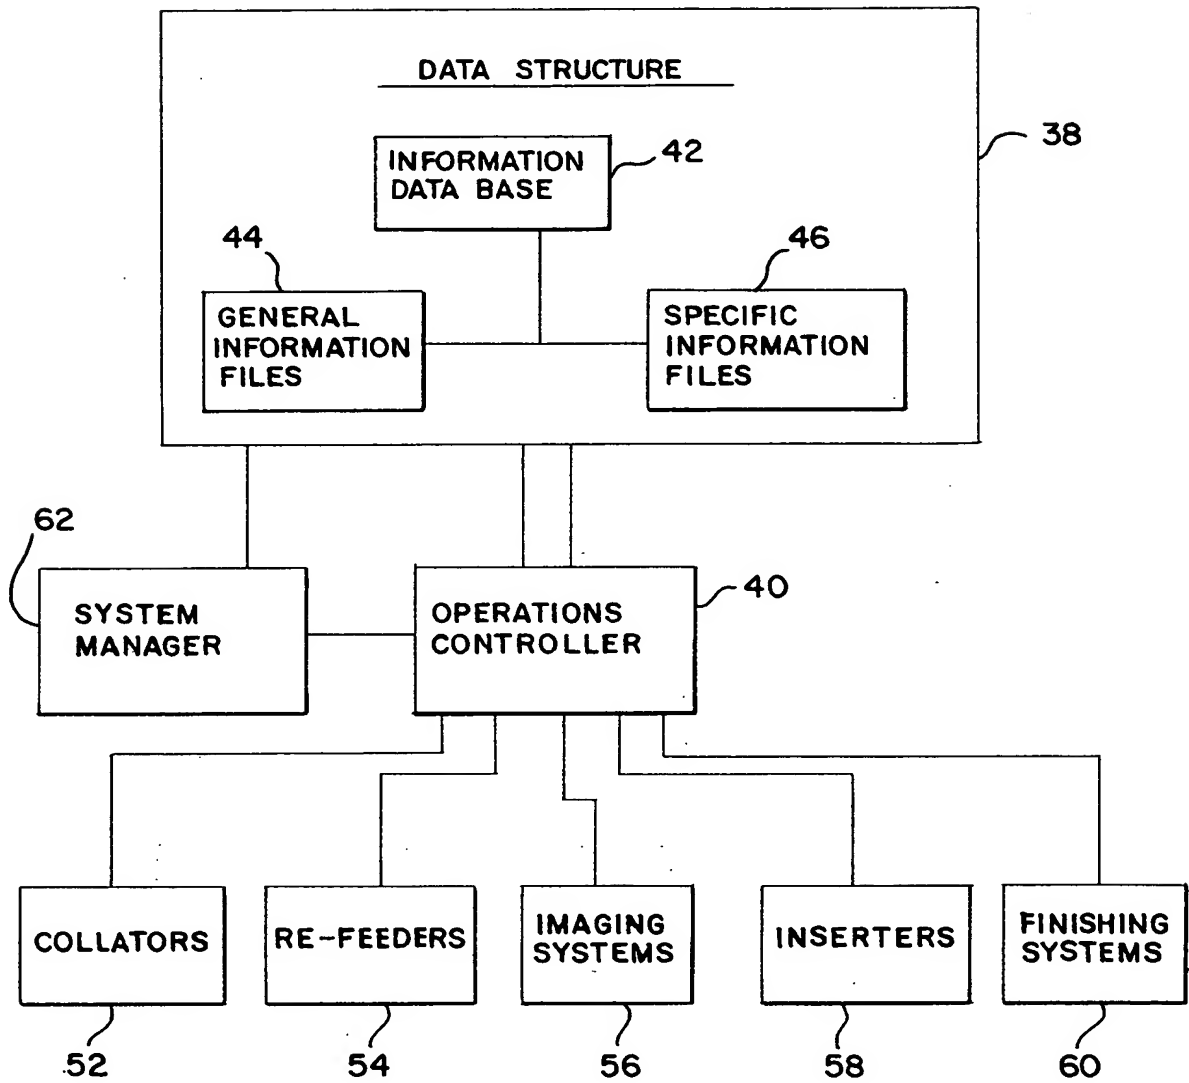 DATA STRUCTURE
38
INFORMATION
DATA BASE
42
44
46
GENERAL
INFORMATION
FILES
SPECIFIC
INFORMATION
FILES
62
SYSTEM
MANAGER
OPERATIONS
CONTROLLER
40
COLLATORS
RE-FEEDERS
IMAGING
SYSTEMS
INSERTERS
FINISHING
SYSTEMS
52
54
56
58
60